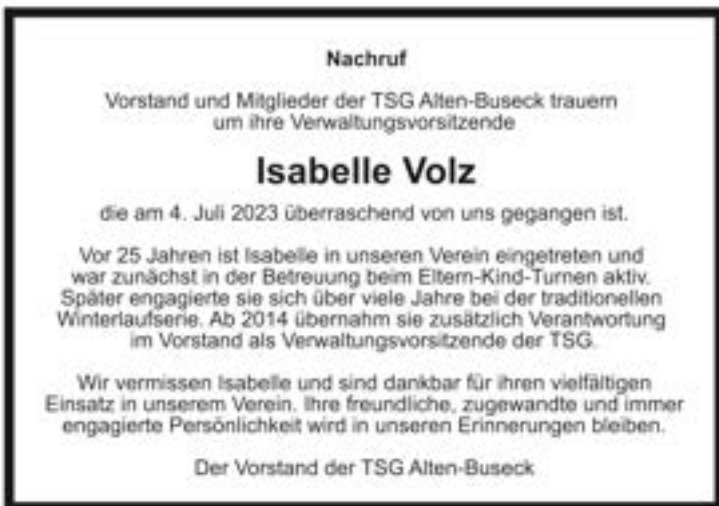 Nachruf
Vorstand und Mitglieder der TSG Alten-Buseck trauern
um ihre Verwaltungsvorsitzende
Isabelle Volz
die am 4. Juli 2023 überraschend von uns gegangen ist.
Vor 25 Jahren ist Isabelle in unseren Verein eingetreten und
war zunächst in der Betreuung beim Eltern-Kind-Turnen aktiv.
Später engagierte sie sich über viele Jahre bei der traditionellen
Winterlaufserie. Ab 2014 übernahm sie zusätzlich Verantwortung
im Vorstand als Verwaltungsvorsitzende der TSG.
Wir vermissen Isabelle und sind dankbar für ihren vielfältigen
Einsatz in unserem Verein. Ihre freundliche, zugewandte und immer
engagierte Persönlichkeit wird in unseren Erinnerungen bleiben.
Der Vorstand der TSG Alten-Buseck